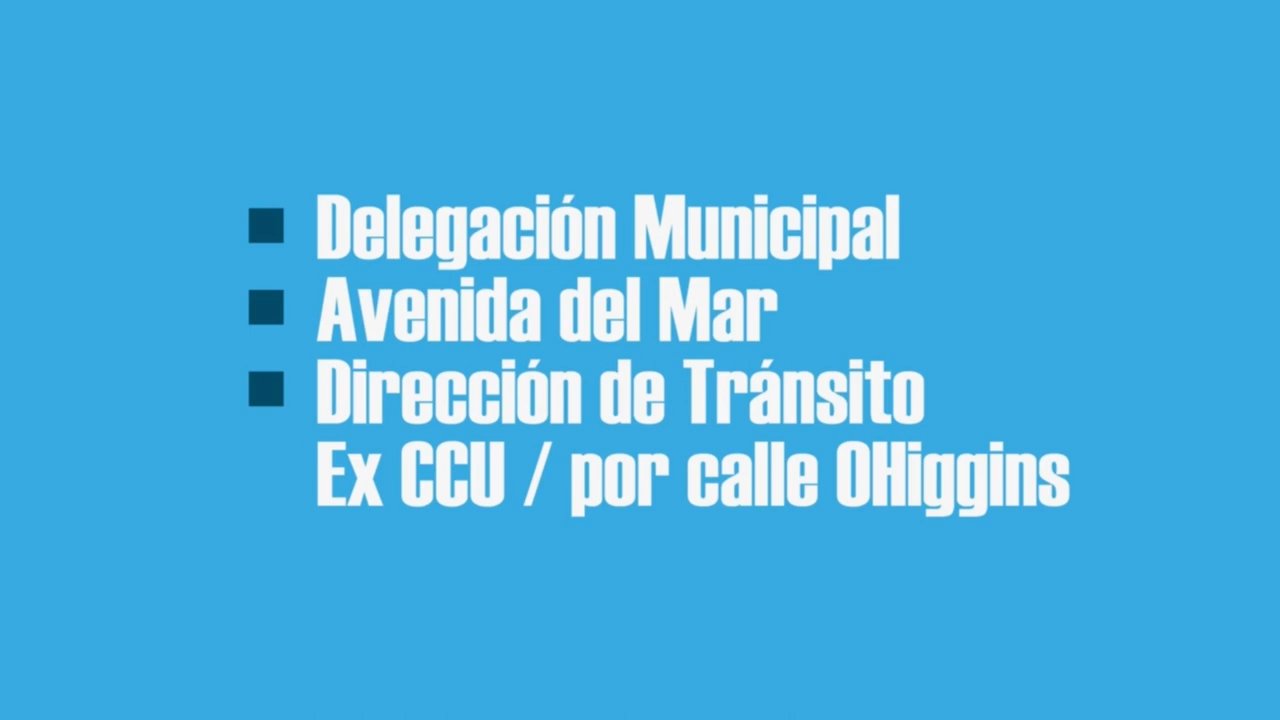 Delegación Municipal
Avenida del Mar
Dirección de Tránsito
Ex CCU / por calle OHiggins